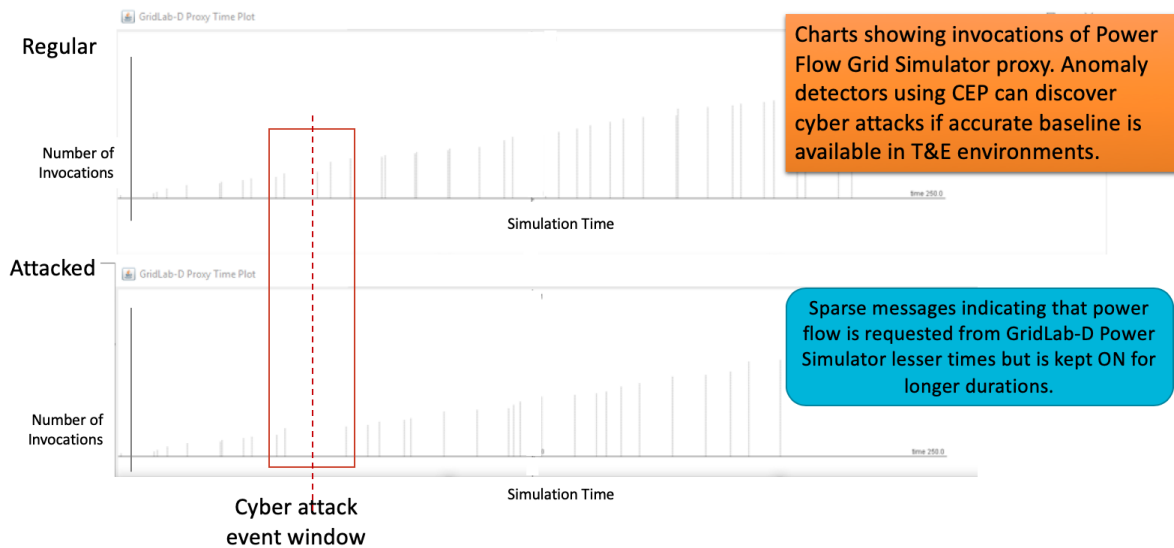 GridLab-D Proxy Time Plot
Regular
Charts showing invocations of Power
Flow Grid Simulator proxy. Anomaly
detectors using CEP can discover
cyber attacks if accurate baseline is
available in T&E environments.
Number of
Invocations
time 250.0
Simulation Time
Attacked
GridLab-D Proxy Time Plot
Sparse messages indicating that power
flow is requested from GridLab-D Power
Simulator lesser times but is kept ON for
longer durations.
Number of
Invocations
time 250.0
Simulation Time
Cyber attack
event window